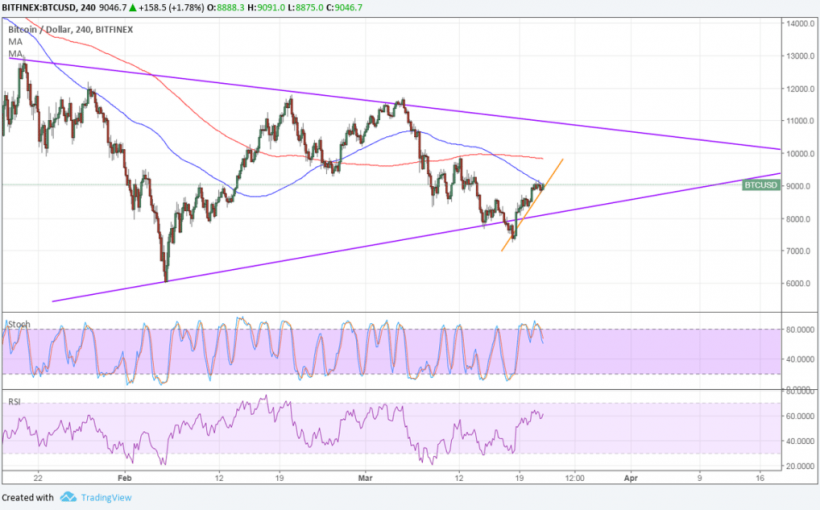 BITFINEX:BTCUSD, 240 9046.7 ▲ +158.5 (+1.78%) O:8888.3 H:9091.0 L:8875.0 C:9046.7
Bitcoin / Dollar, 240, BITFINEX
MA
MA
14000.0
13000.0
12000.0
11000.0
10000.0
9000.0
BTCUSD
8000.0
7000.0
6000.0
Stoch
80.0000
40.0000
0.0000
80.0000
RSI
60.0000
40.0000
20.0000
22 Feb 12 19 Mar 12 19 12:00 Apr 9 16
Created with TradingView